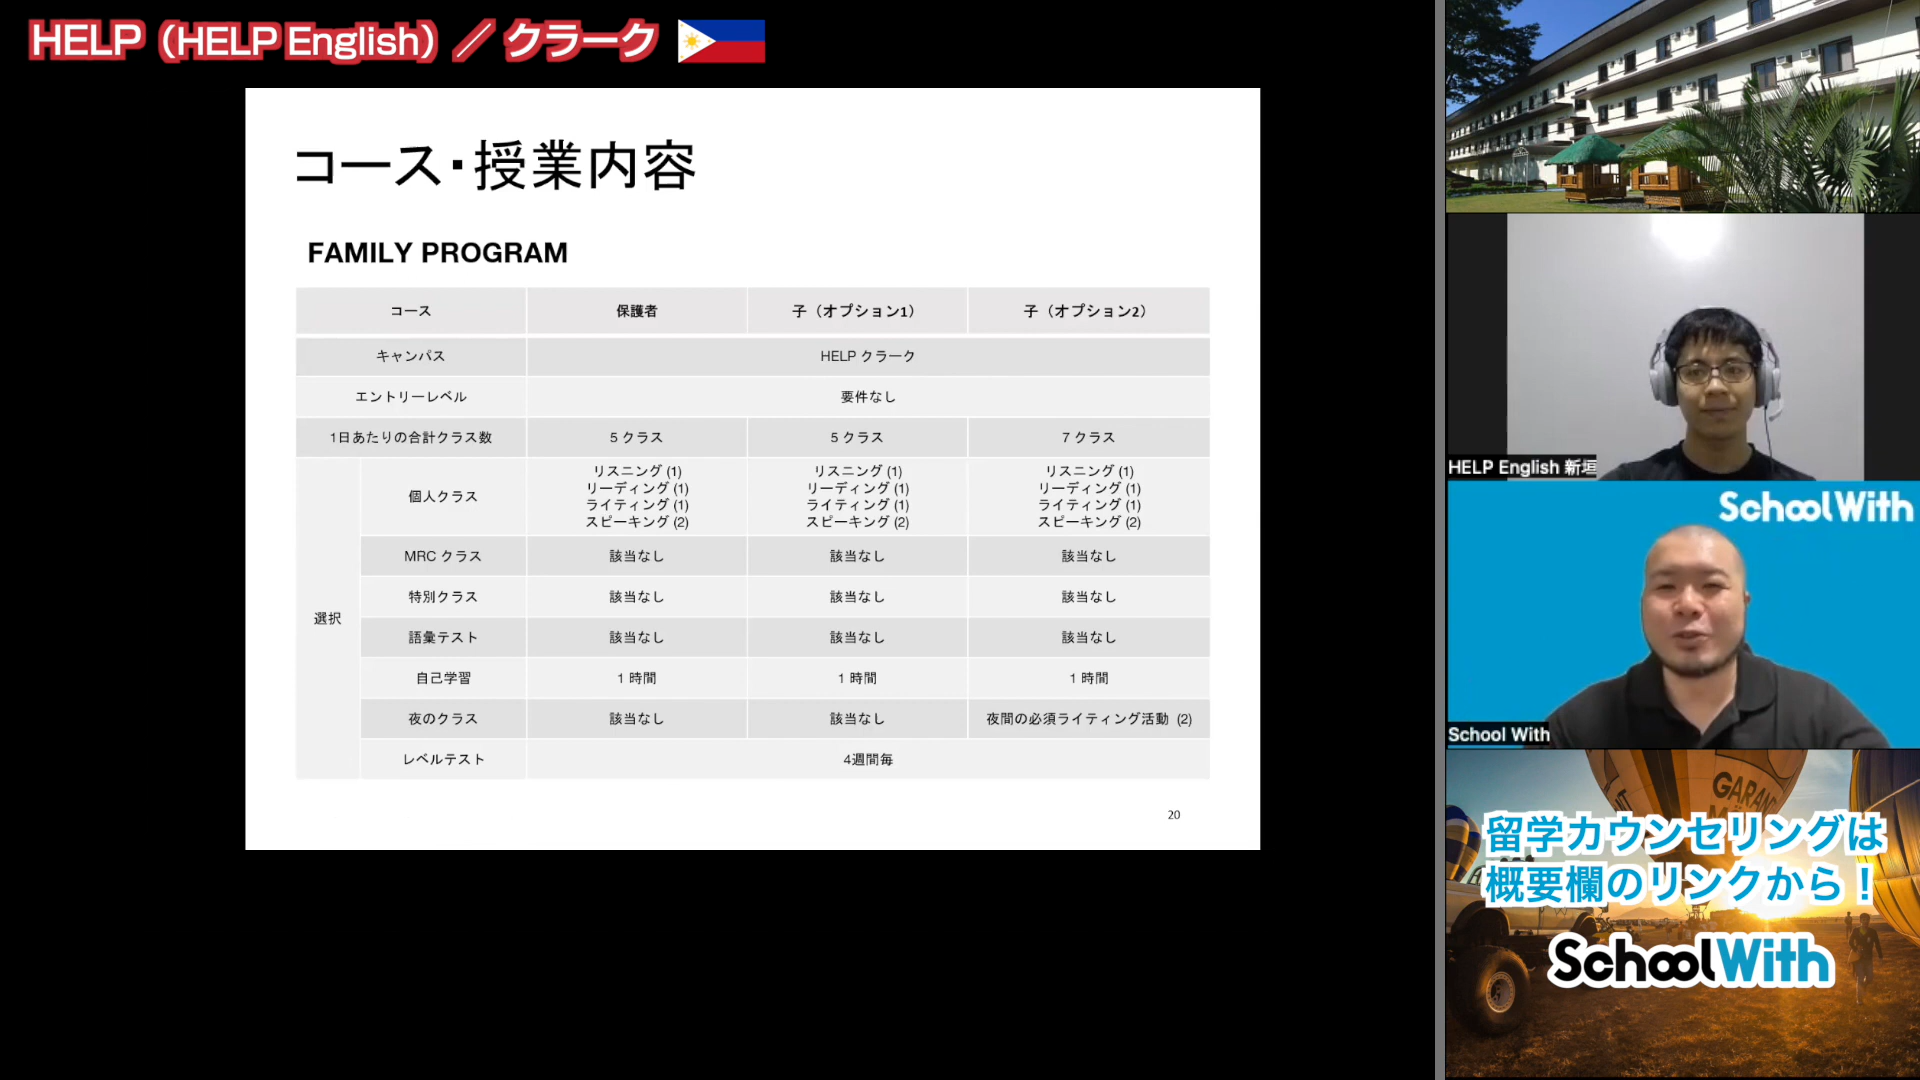 HELP（HELP English）／クラーク
コース・授業内容
FAMILY PROGRAM
コース 保護者 子（オプション1） 子（オプション2）
キャンパス HELP クラーク
エントリーレベル 要件なし
1日あたりの合計クラス数 5 クラス 5 クラス 7 クラス
選択
個人クラス
リスニング (1)
リーディング (1)
ライティング (1)
スピーキング (2)
リスニング (1)
リーディング (1)
ライティング (1)
スピーキング (2)
リスニング (1)
リーディング (1)
ライティング (1)
スピーキング (2)
MRC クラス 該当なし 該当なし 該当なし
特別クラス 該当なし 該当なし 該当なし
語彙テスト 該当なし 該当なし 該当なし
自己学習 1 時間 1 時間 1 時間
夜のクラス 該当なし 該当なし 夜間の必須ライティング活動 (2)
レベルテスト 4週間毎
20
HELP English 新垣
SchoolWith
School With
GARAN
留学カウンセリングは
概要欄のリンクから！
SchoolWith